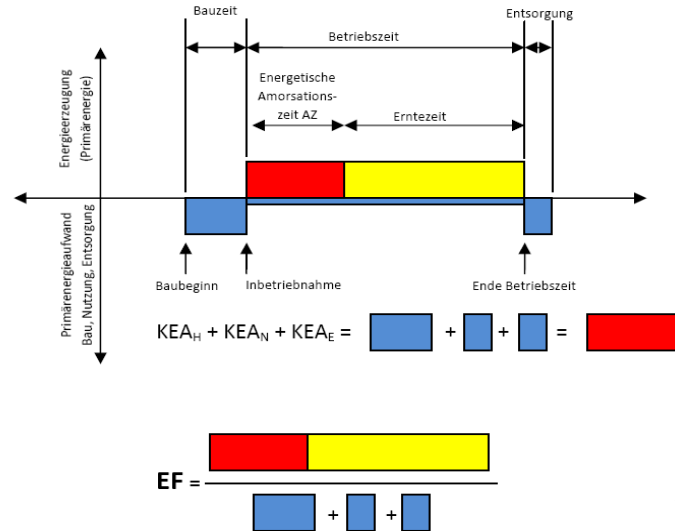 Bauzeit
Entsorgung
Betriebszeit
Energetische
Amorsations-
zeit AZ
Erntezeit
Energieerzeugung
(Primärenergie)
Primärenergieaufwand
Bau, Nutzung, Entsorgung
Baubeginn
Inbetriebnahme
Ende Betriebszeit
KEAH + KEAN + KEAE = + + =
EF =
+ +